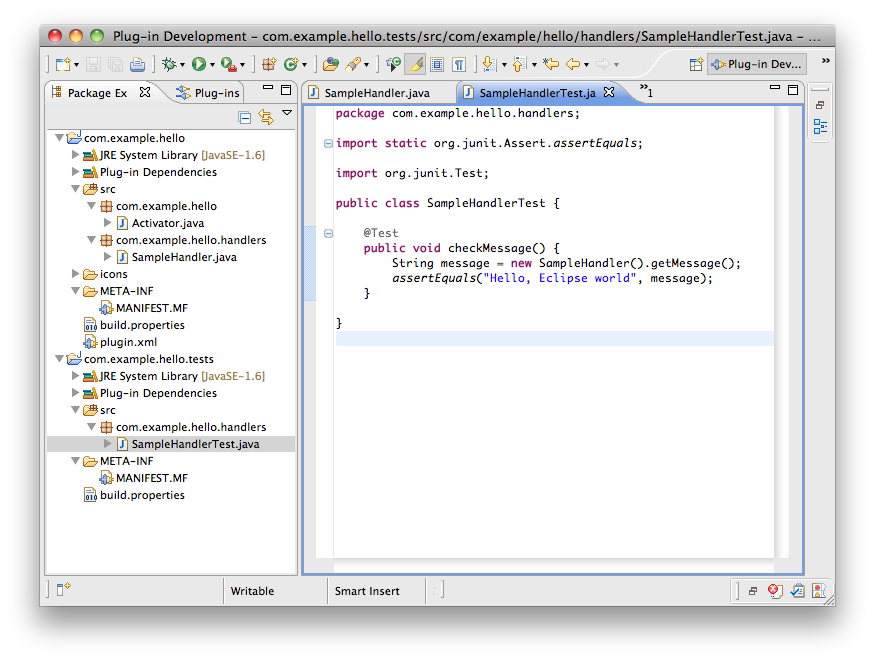 Plug-in Development - com.example.hello.tests/src/com/example/hello/handlers/SampleHandlerTest.java - ...
Plug-in Dev...
Package Ex
Plug-ins
SampleHandler.java
SampleHandlerTest.ja
»1
com.example.hello
JRE System Library [JavaSE-1.6]
Plug-in Dependencies
src
com.example.hello
Activator.java
com.example.hello.handlers
SampleHandler.java
icons
META-INF
MANIFEST.MF
build.properties
plugin.xml
com.example.hello.tests
JRE System Library [JavaSE-1.6]
Plug-in Dependencies
src
com.example.hello.handlers
SampleHandlerTest.java
META-INF
MANIFEST.MF
build.properties
package com.example.hello.handlers;
import static org.junit.Assert.assertEquals;
import org.junit.Test;
public class SampleHandlerTest {
@Test
public void checkMessage() {
String message = new SampleHandler().getMessage();
assertEquals("Hello, Eclipse world", message);
}
}
Writable
Smart Insert